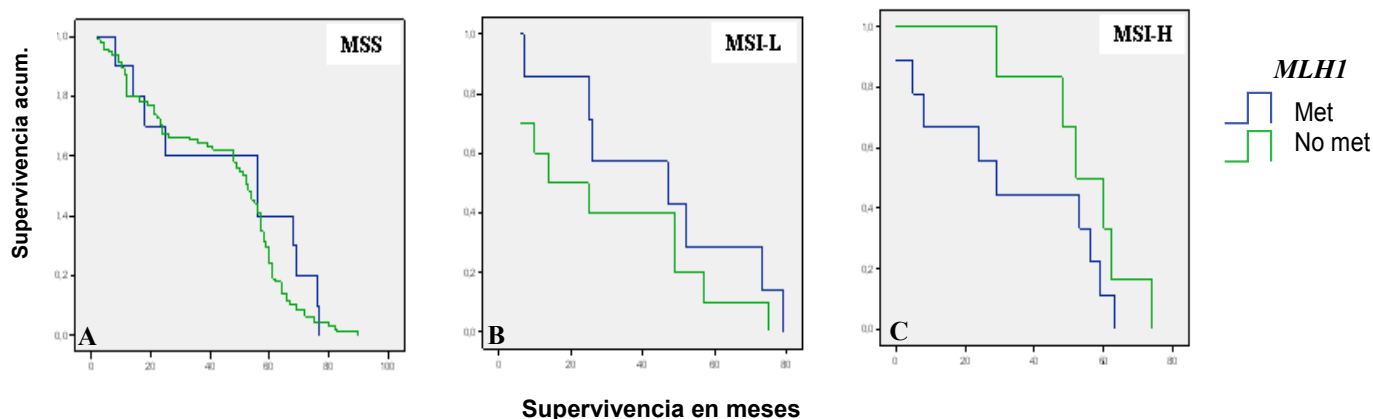 Supervivencia acum.
MSS
1,0
1,8
1,6
1,4
0,2
0,0
A
0 20 40 60 80 100
MSI-L
1,0
0,8
0,6
0,4
0,2
0,0
B
0 20 40 60 80
MSI-H
1,0
0,8
0,6
0,4
0,2
0,0
C
0 20 40 60 80
MLH1
Met
No met
Supervivencia en meses